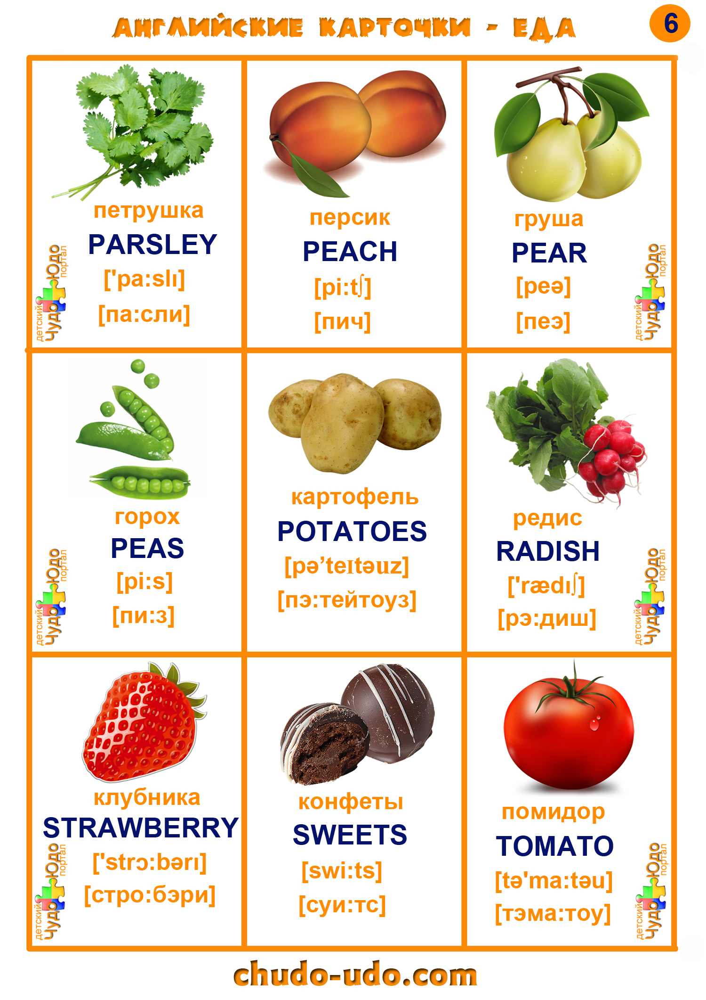 АНГЛИЙСКИЕ КАРТОЧКИ - ЕДА
6
петрушка
PARSLEY
['pa:slı]
[па:сли]
детский Чудо-Юдо портал
персик
PEACH
[pi:t∫]
[пич]
груша
PEAR
[peə]
[пеэ]
детский Чудо-Юдо портал
горох
PEAS
[pi:s]
[пи:з]
детский Чудо-Юдо портал
картофель
POTATOES
[pə’teɪtəuz]
[пэ:тейтоуз]
редис
RADISH
['rædı∫]
[рэ:диш]
детский Чудо-Юдо портал
клубника
STRAWBERRY
['strɔ:bərı]
[стро:бэри]
детский Чудо-Юдо портал
конфеты
SWEETS
[swi:ts]
[суи:тс]
помидор
TOMATO
[tə'ma:təu]
[тэма:тоу]
детский Чудо-Юдо портал
chudo-udo.com